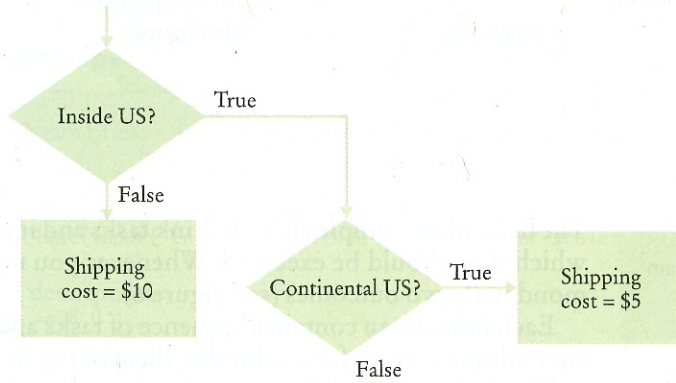 Inside US?
True
False
Shipping
cost = $10
Continental US?
True
Shipping
cost = $5
False